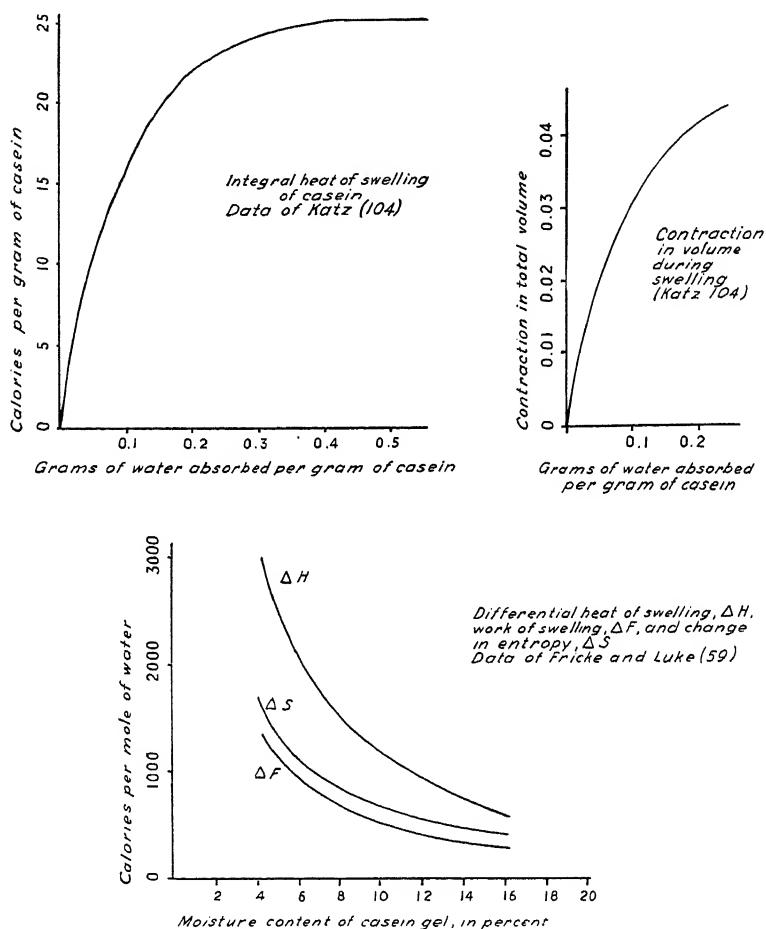 Calories per gram of casein
25
20
15
10
5
0
0.1 0.2 0.3 0.4 0.5
Grams of water absorbed per gram of casein
Integral heat of swelling
of casein
Data of Katz (104)
Contraction in total volume
0.04
0.03
0.02
0.01
0
0.1 0.2
Grams of water absorbed
per gram of casein
Contraction
in volume
during
swelling
(Katz 104)
Calories per mole of water
3000
2000
1000
0
2 4 6 8 10 12 14 16 18 20
Moisture content of casein gel, in percent
Δ H
Δ S
Δ F
Differential heat of swelling, Δ H,
work of swelling, Δ F, and change
in entropy, Δ S
Data of Fricke and Luke (59)